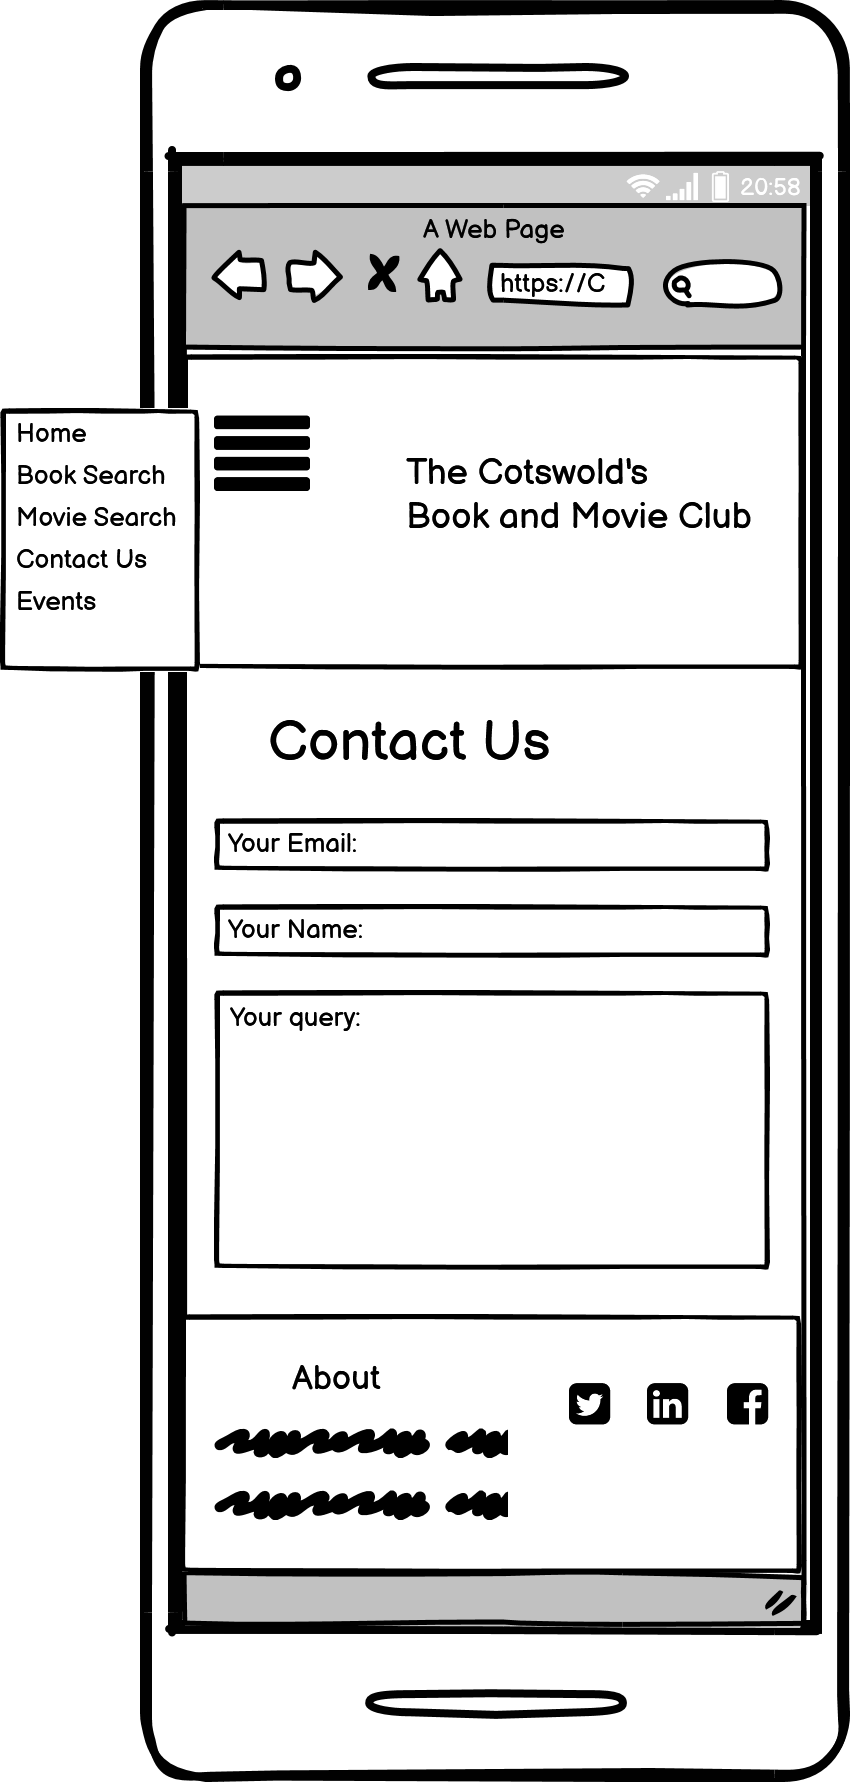 20:58
A Web Page
https://C
Home
Book Search
Movie Search
Contact Us
Events
The Cotswold's
Book and Movie Club
Contact Us
Your Email:
Your Name:
Your query:
About
in